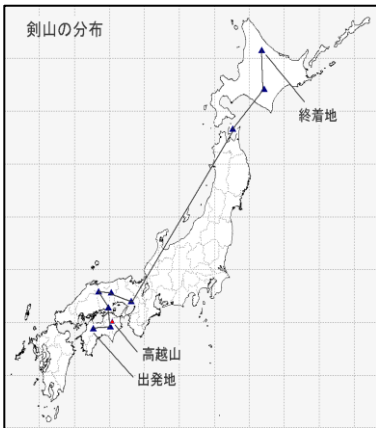 剣山の分布
終着地
高越山
出発地